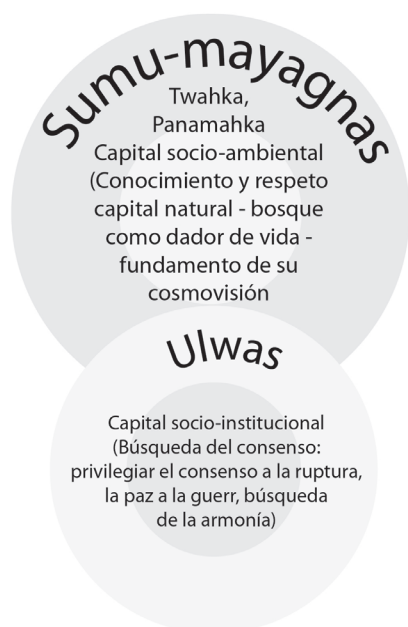 Sumu-mayagnas
Twahka,
Panamahka
Capital socio-ambiental
(Conocimiento y respeto
capital natural - bosque
como dador de vida -
fundamento de su
cosmovisión
Ulwas
Capital socio-institucional
(Búsqueda del consenso:
privilegiar el consenso a la ruptura,
la paz a la guerr, búsqueda
de la armonía)